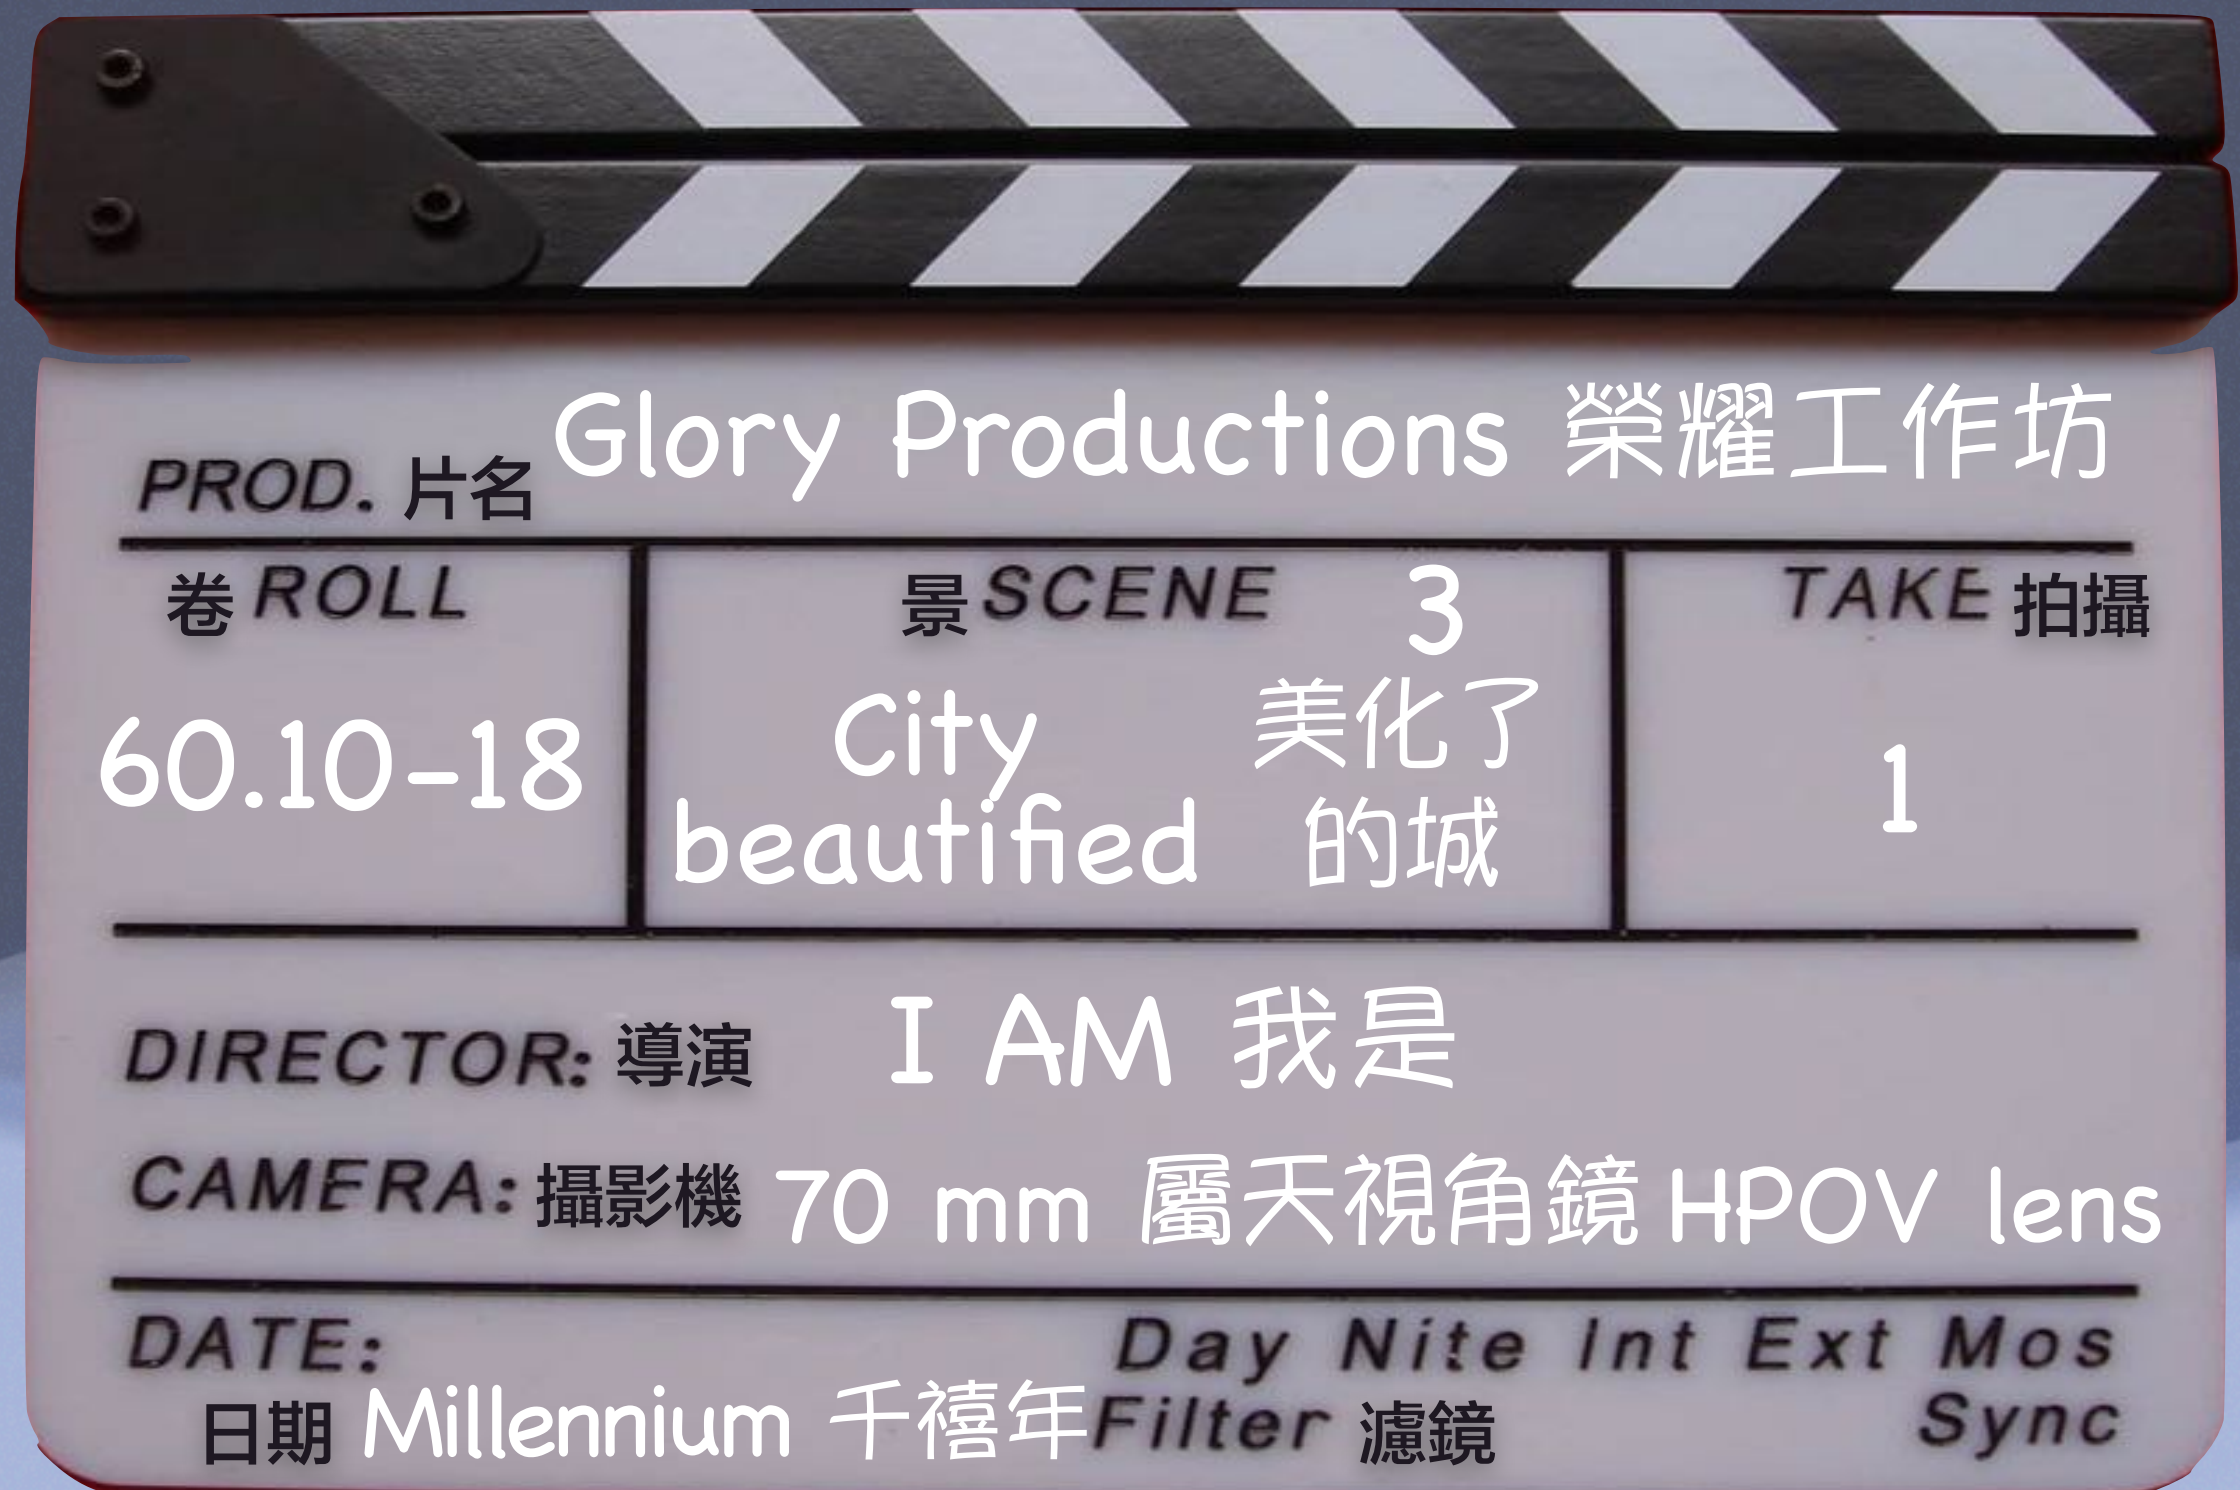 Glory Productions 榮耀工作坊
PROD. 片名
卷 ROLL
60.10-18
景 SCENE 3
City 美化了
beautified 的城
TAKE 拍攝
1
DIRECTOR: 導演 I AM 我是
CAMERA: 攝影機 70 mm 屬天視角鏡 HPOV lens
DATE:
日期 Millennium 千禧年
Day Nite Int Ext Mos
Filter 濾鏡 Sync